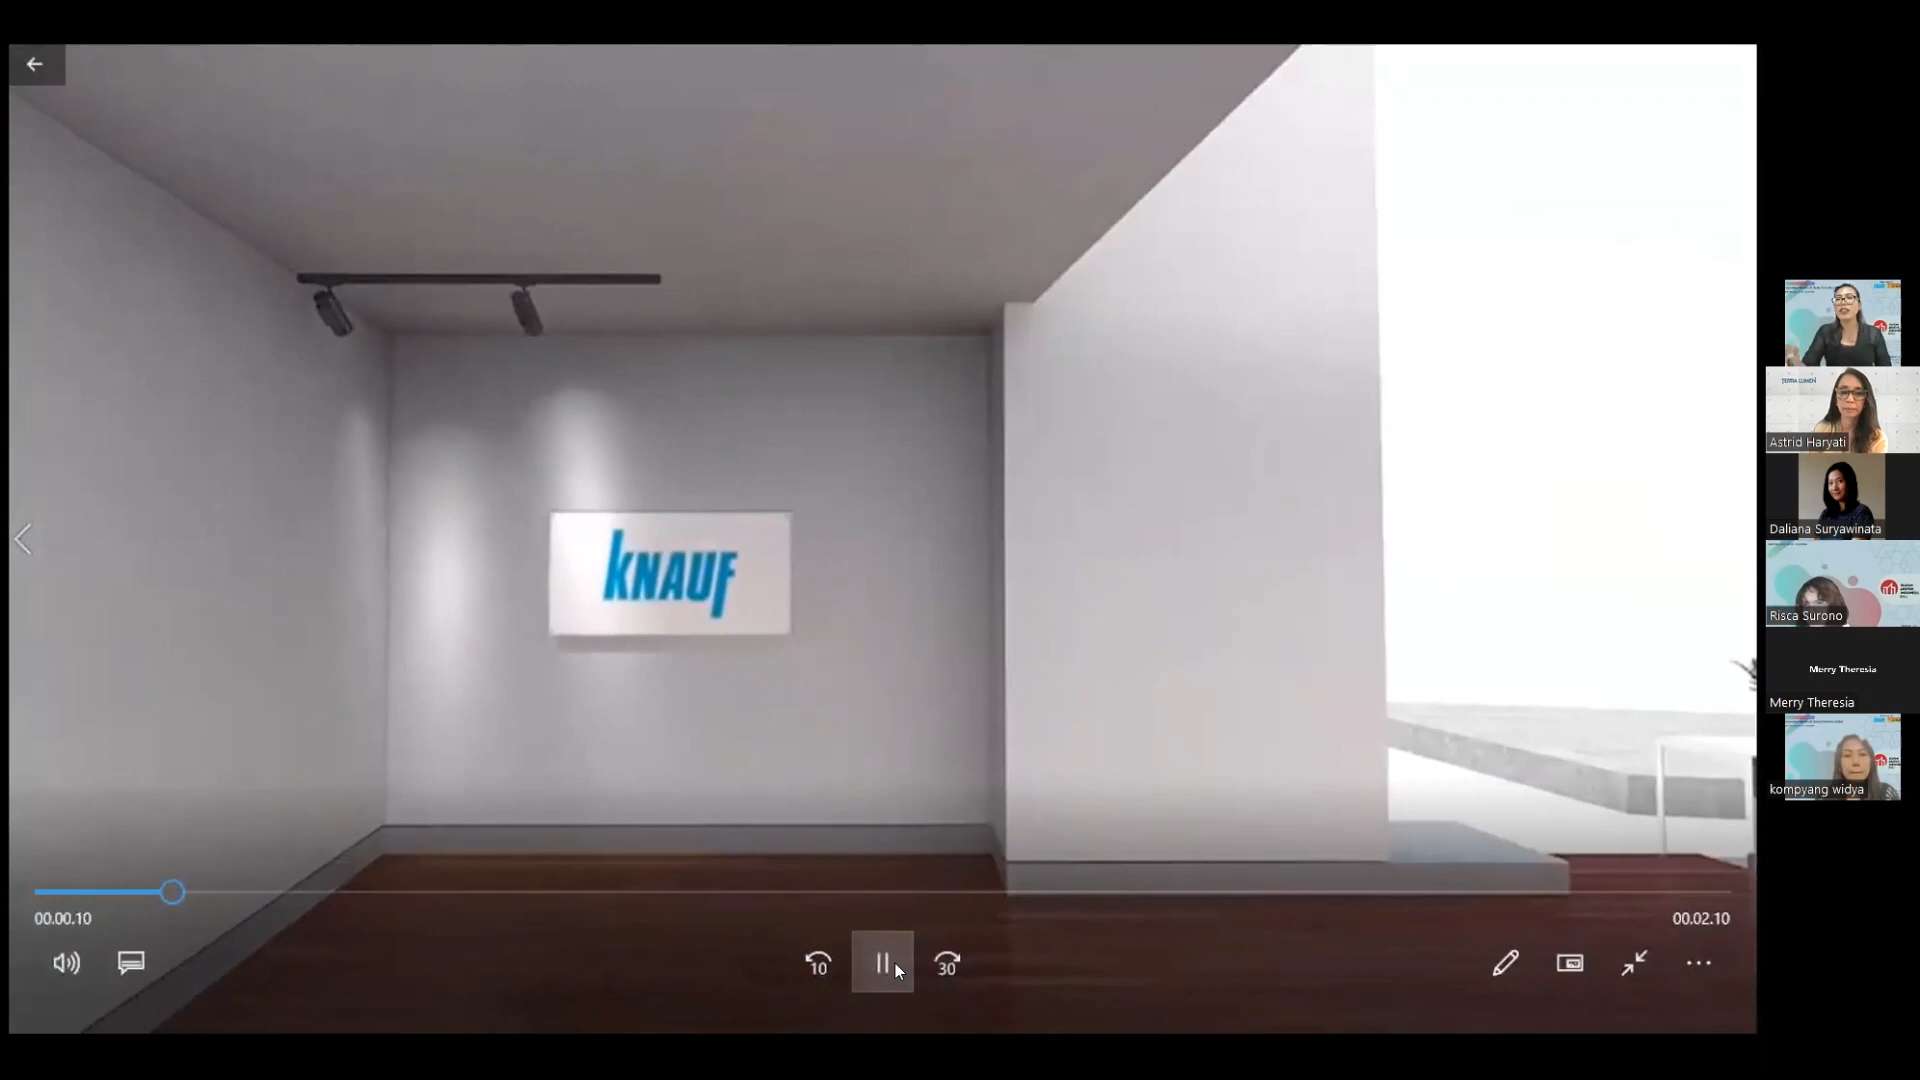 KNAUF
00.00.10
00.02.10
10
30
TERRA LUMEN
Astrid Haryati
Daliana Suryawinata
Risca Surono
Merry Theresia
Merry Theresia
kompyang widya